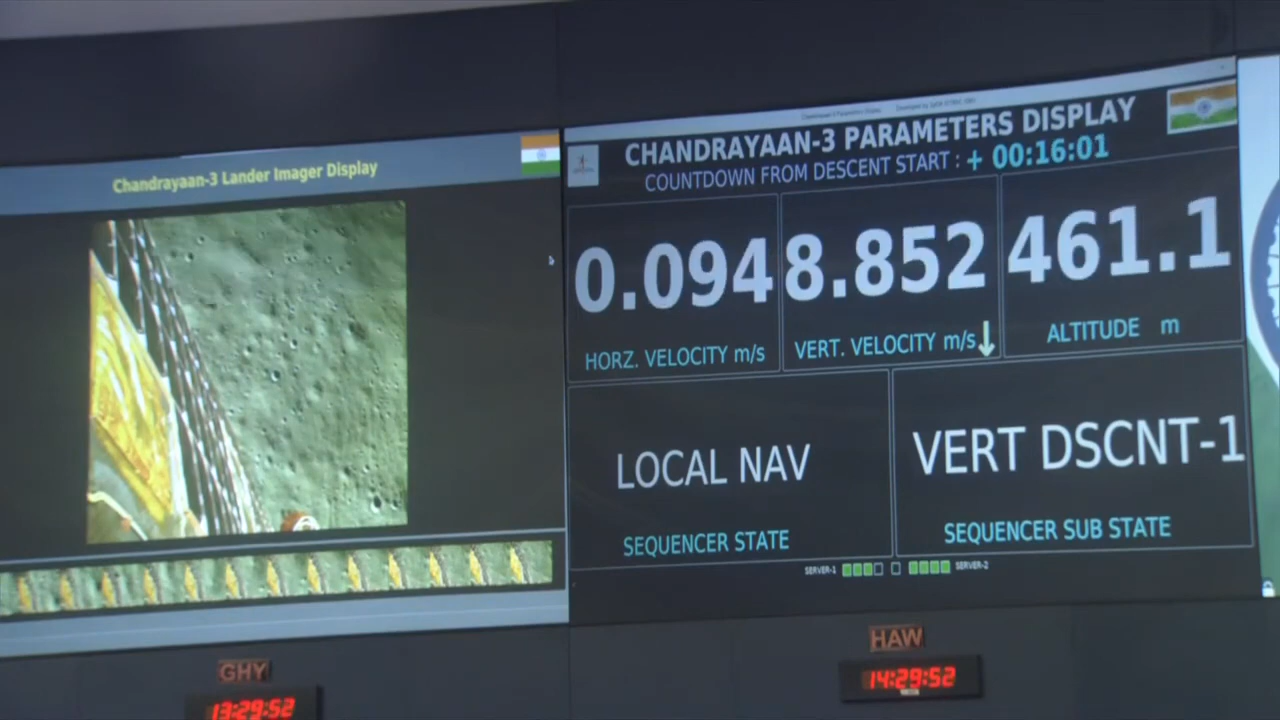 Chandrayaan-3 Lander Imager Display
CHANDRAYAAN-3 PARAMETERS DISPLAY
COUNTDOWN FROM DESCENT START : + 00:16:01
0.094
HORZ. VELOCITY m/s
8.852
VERT. VELOCITY m/s
461.1
ALTITUDE m
LOCAL NAV
SEQUENCER STATE
VERT DSCNT-1
SEQUENCER SUB STATE
SERVER-1
SERVER-2
GHY
13:29:52
HAW
14:29:52